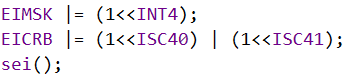 EIMSK |= (1<<INT4);
EICRB |= (1<<ISC40) | (1<<ISC41);
sei();